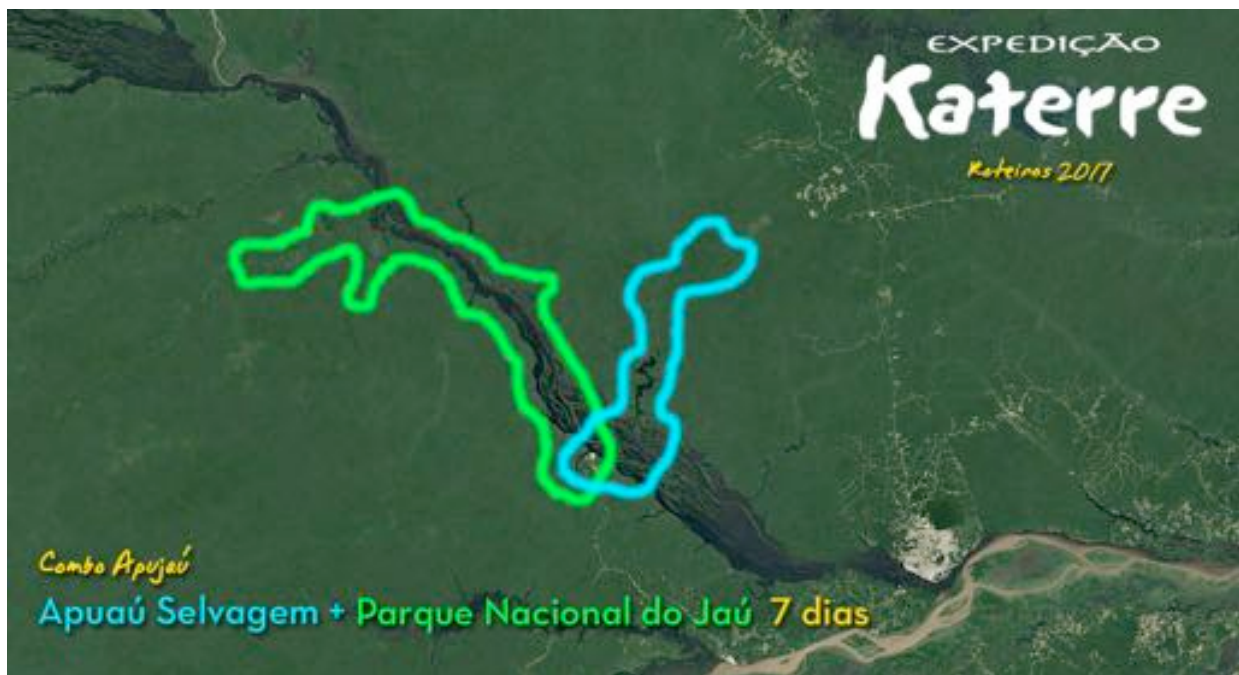 EXPEDIÇÃO
Katerre
Roteiros 2017
Combo Apujaú
Apuaú Selvagem + Parque Nacional do Jaú 7 dias